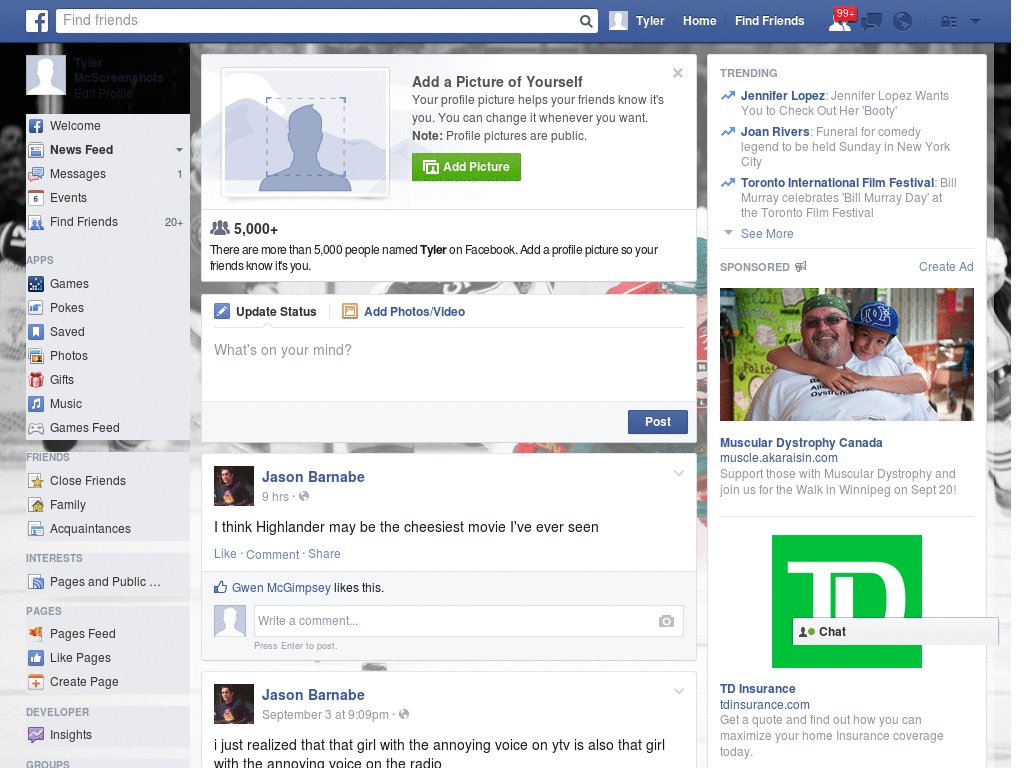 Find friends
Tyler
Home
Find Friends
99+
Tyler
McScreenshots
Edit Profile
Welcome
News Feed
Messages 1
6 Events
Find Friends 20+
APPS
Games
Pokes
Saved
Photos
Gifts
Music
Games Feed
FRIENDS
Close Friends
Family
Acquaintances
INTERESTS
Pages and Public ...
PAGES
Pages Feed
Like Pages
Create Page
DEVELOPER
Insights
GROUPS
Add a Picture of Yourself
Your profile picture helps your friends know it's
you. You can change it whenever you want.
Note: Profile pictures are public.
Add Picture
5,000+
There are more than 5,000 people named Tyler on Facebook. Add a profile picture so your
friends know it's you.
Update Status
Add Photos/Video
What's on your mind?
Post
Jason Barnabe
9 hrs ·
I think Highlander may be the cheesiest movie I've ever seen
Like · Comment · Share
Gwen McGimpsey likes this.
Write a comment...
Press Enter to post.
Jason Barnabe
September 3 at 9:09pm ·
i just realized that that girl with the annoying voice on ytv is also that girl
with the annoying voice on the radio
TRENDING
Jennifer Lopez: Jennifer Lopez Wants
You to Check Out Her 'Booty'
Joan Rivers: Funeral for comedy
legend to be held Sunday in New York
City
Toronto International Film Festival: Bill
Murray celebrates 'Bill Murray Day' at
the Toronto Film Festival
See More
SPONSORED
Create Ad
Muscular Dystrophy Canada
muscle.akaraisin.com
Support those with Muscular Dystrophy and
join us for the Walk in Winnipeg on Sept 20!
TD
Chat
TD Insurance
tdinsurance.com
Get a quote and find out how you can
maximize your home Insurance coverage
today.